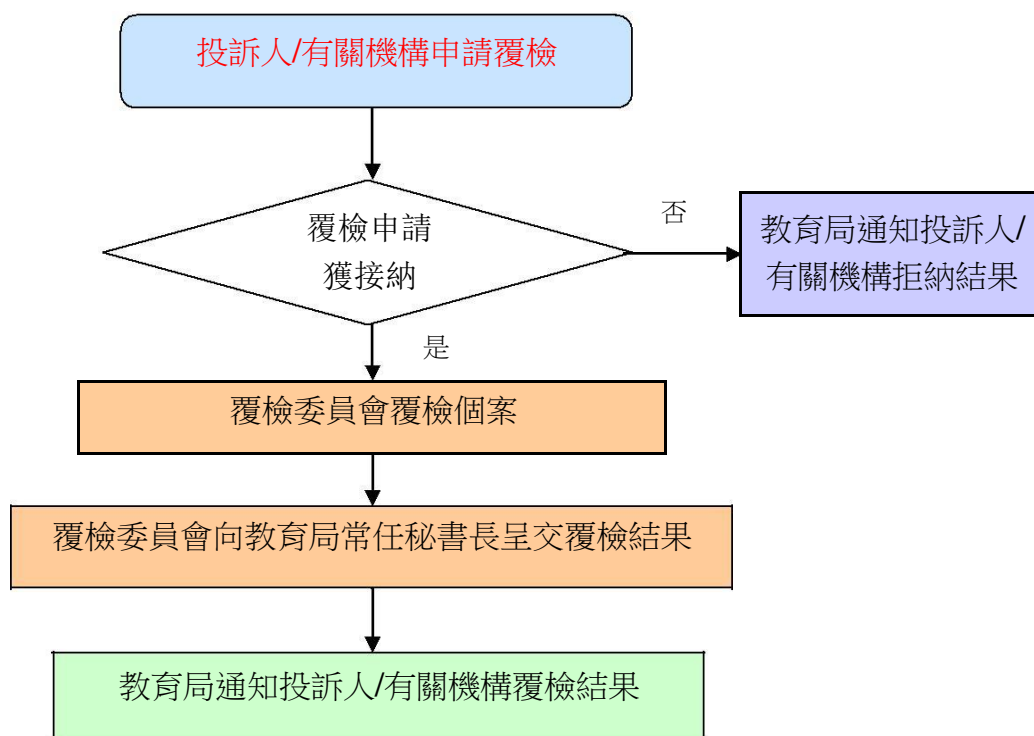 投訴人/有關機構申請覆檢
覆檢申請
獲接納
否
教育局通知投訴人/
有關機構拒納結果
是
覆檢委員會覆檢個案
覆檢委員會向教育局常任秘書長呈交覆檢結果
教育局通知投訴人/有關機構覆檢結果